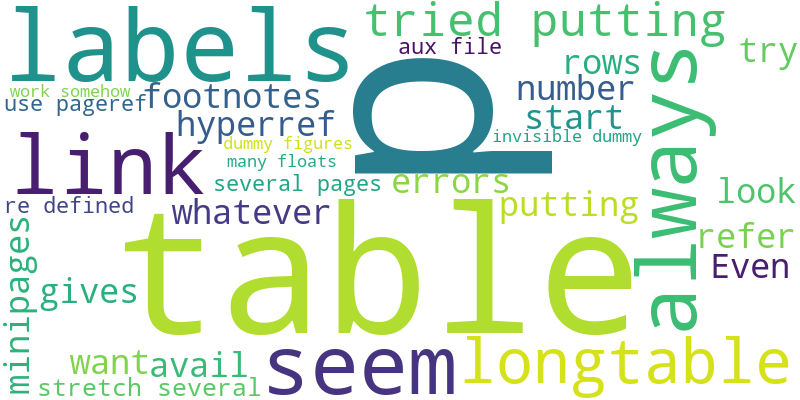 labels
tried putting
aux file
try
work somehow
use pageref
footnotes
rows
number
always
p
hyperref
start
dummy figures
invisible dummy
link
many floats
several pages
errors
look
re defined
whatever
putting
refer
table
minipages
gives
Even
want
avail
seem
longtable
stretch several